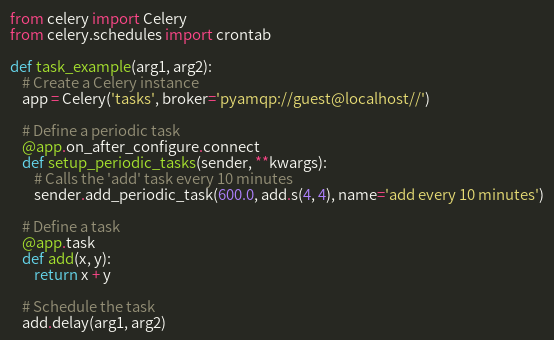 from celery import Celery
from celery.schedules import crontab
def task_example(arg1, arg2):
# Create a Celery instance
app = Celery('tasks', broker='pyamqp://guest@localhost//')
# Define a periodic task
@app.on_after_configure.connect
def setup_periodic_tasks(sender, **kwargs):
# Calls the 'add' task every 10 minutes
sender.add_periodic_task(600.0, add.s(4, 4), name='add every 10 minutes')
# Define a task
@app.task
def add(x, y):
return x + y
# Schedule the task
add.delay(arg1, arg2)